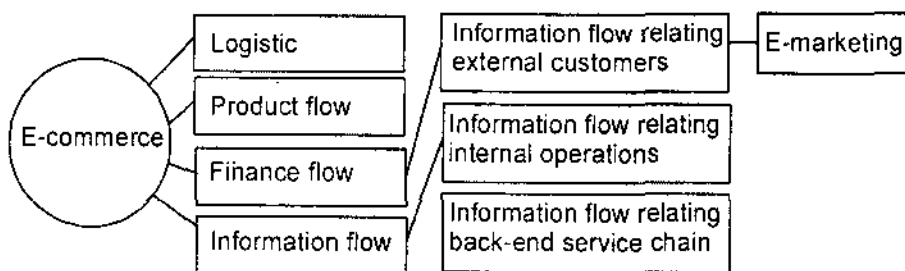 E-commerce
Logistic
Product flow
Finance flow
Information flow
Information flow relating
external customers
Information flow relating
internal operations
Information flow relating
back-end service chain
E-marketing